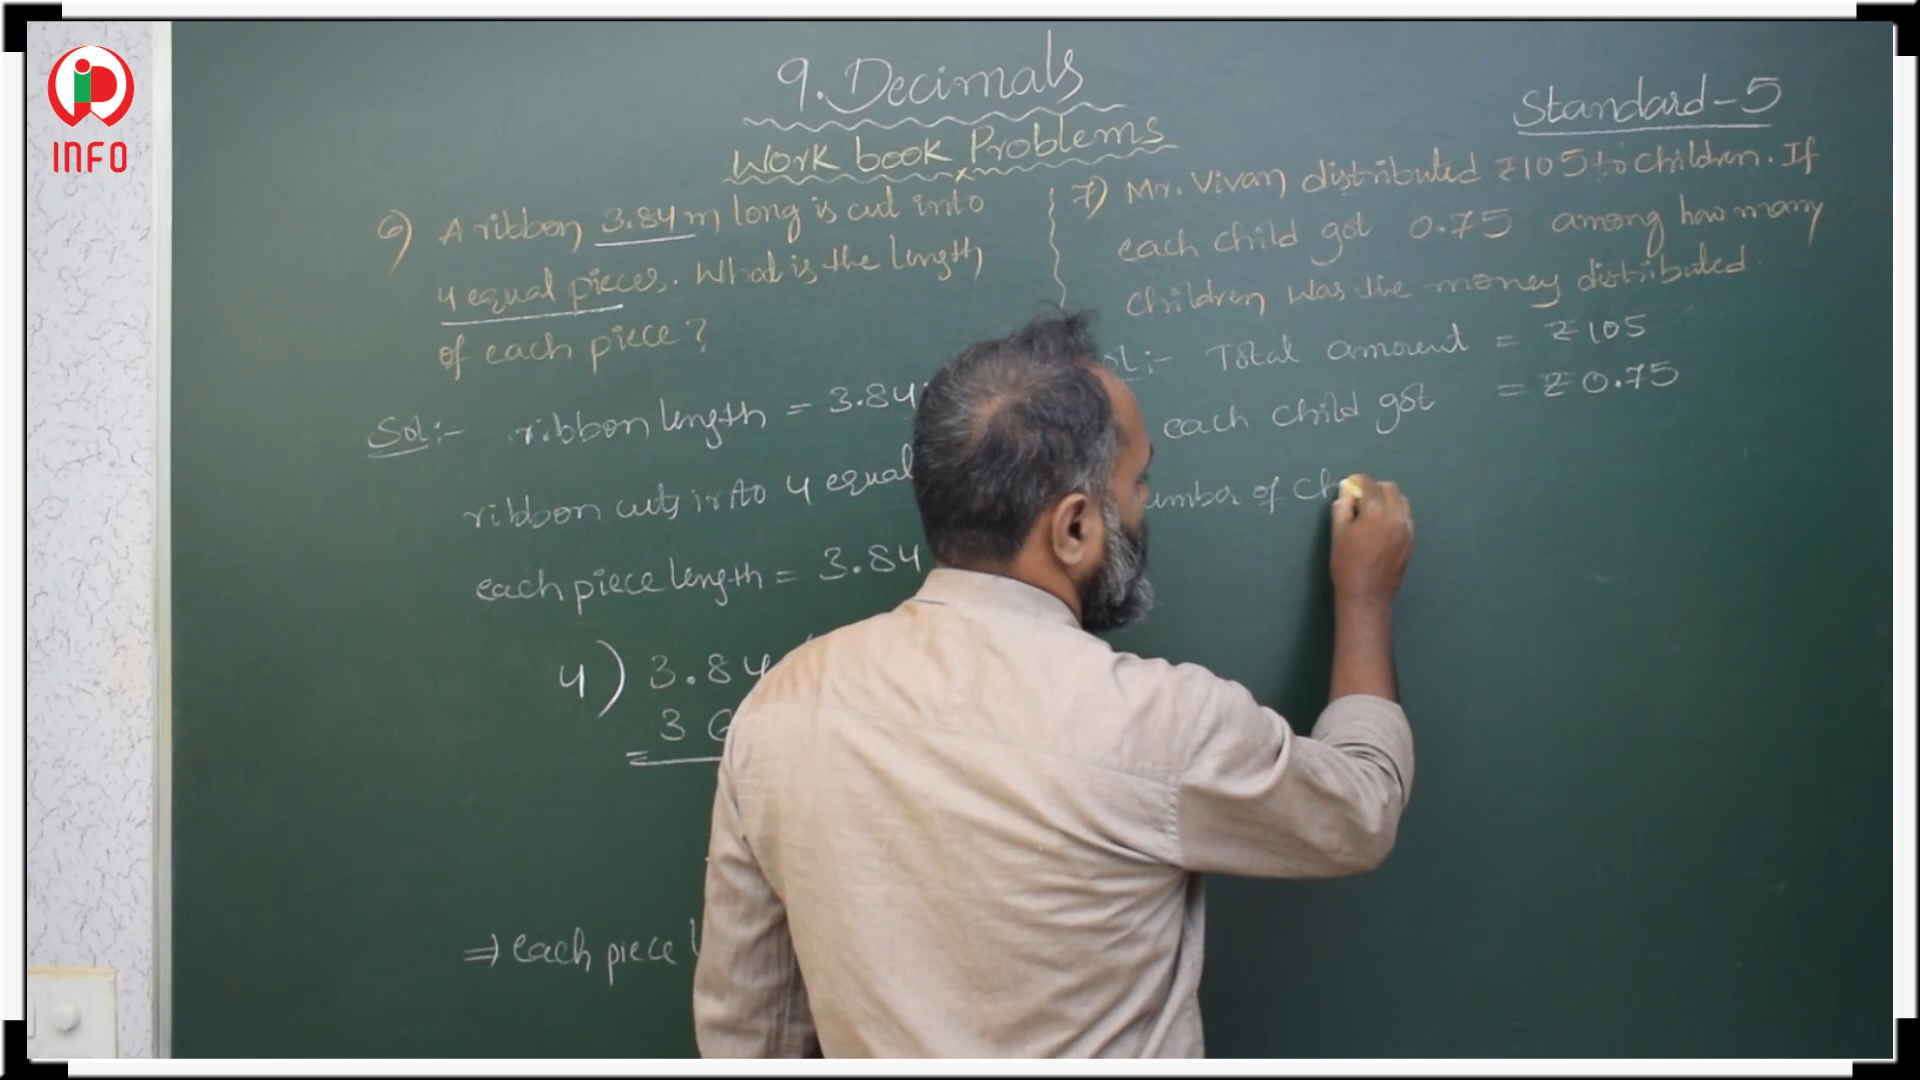 INFO
9. Decimals
Work book Problems
Standard-5
6) A ribbon 3.84 m long is cut into
4 equal pieces. What is the length
of each piece?
Sol:- ribbon length = 3.84
ribbon cuts into 4 equal
each piece length = 3.84
4) 3.84
3 6
=> each piece
7) Mr. Vivan distributed ₹105 to children. If
each child got 0.75 among how many
children was the money distributed
:- Total amount = ₹105
each child got = ₹0.75
umber of Ch